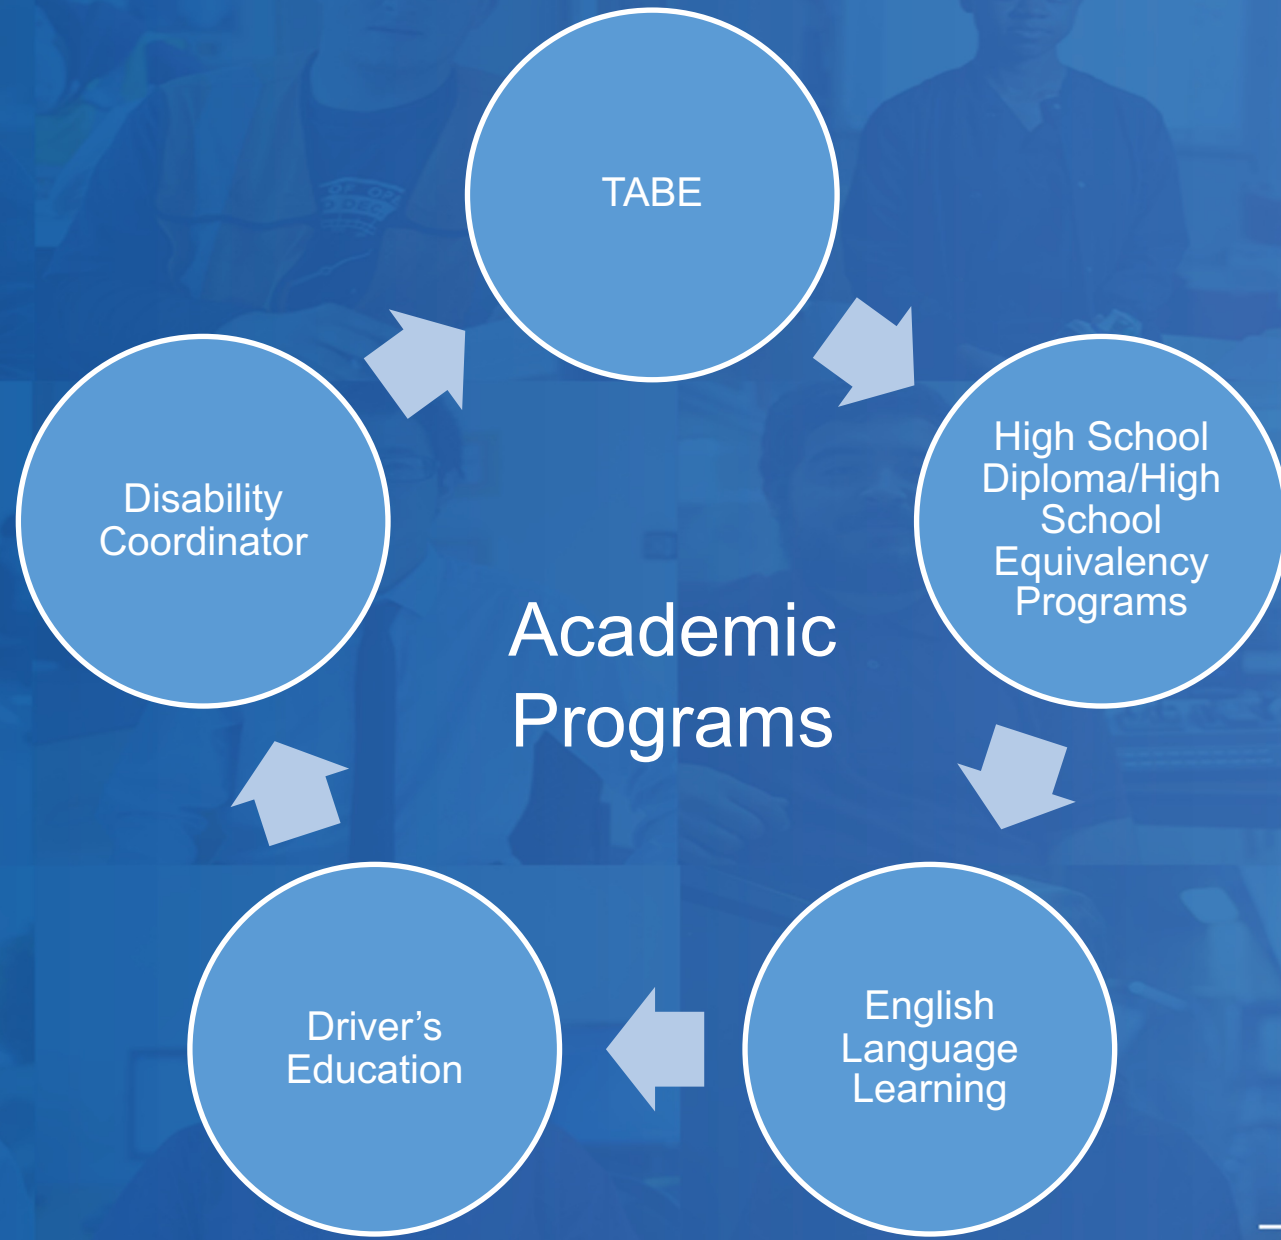 TABE
High School
Diploma/High
School
Equivalency
Programs
English
Language
Learning
Driver’s
Education
Disability
Coordinator
Academic
Programs